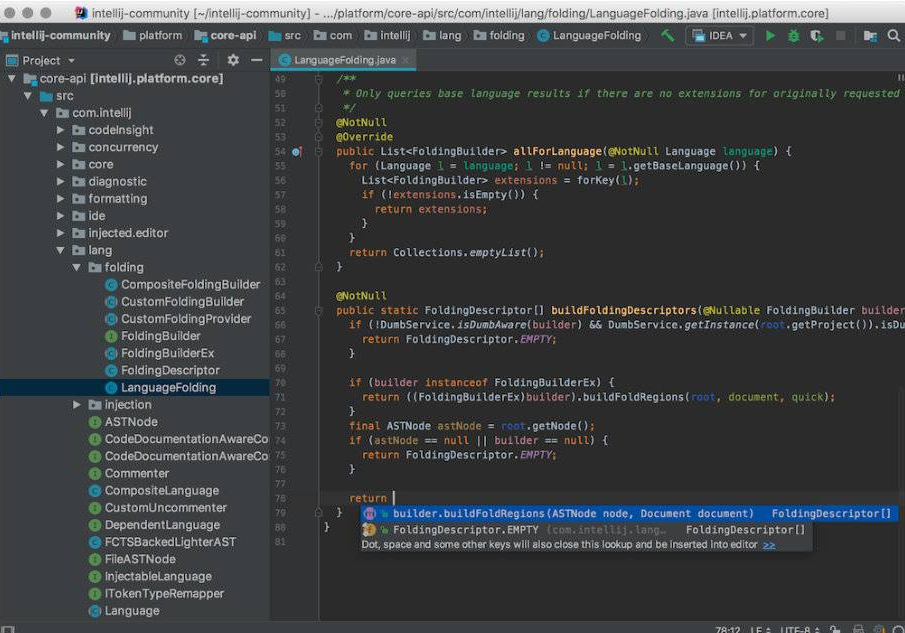 intellij-community [~/intellij-community] - .../platform/core-api/src/com/intellij/lang/folding/LanguageFolding.java [intellij.platform.core]
intellij-community platform core-api src com intellij lang folding LanguageFolding IDEA
Project
LanguageFolding.java
core-api [intellij.platform.core]
src
com.intellij
codeInsight
concurrency
core
diagnostic
formatting
ide
injected.editor
lang
folding
CompositeFoldingBuilder
CustomFoldingBuilder
CustomFoldingProvider
FoldingBuilder
FoldingBuilderEx
FoldingDescriptor
LanguageFolding
injection
ASTNode
CodeDocumentationAwareCo
CodeDocumentationAwareCo
Commenter
CompositeLanguage
CustomUncommenter
DependentLanguage
FCTSBackedLighterAST
FileASTNode
InjectableLanguage
ITokenTypeRemapper
Language
49 /**
50 * Only queries base language results if there are no extensions for originally requested
51 */
52 @NotNull
53 @Override
54 public List<FoldingBuilder> allForLanguage(@NotNull Language language) {
55 for (Language l = language; l != null; l = l.getBaseLanguage()) {
56 List<FoldingBuilder> extensions = forKey(l);
57 if (!extensions.isEmpty()) {
58 return extensions;
59 }
60 }
61 return Collections.emptyList();
62 }
63
64 @NotNull
65 public static FoldingDescriptor[] buildFoldingDescriptors(@Nullable FoldingBuilder builder
66 if (!DumbService.isDumbAware(builder) && DumbService.getInstance(root.getProject()).isDu
67 return FoldingDescriptor.EMPTY;
68 }
69
70 if (builder instanceof FoldingBuilderEx) {
71 return ((FoldingBuilderEx)builder).buildFoldRegions(root, document, quick);
72 }
73 final ASTNode astNode = root.getNode();
74 if (astNode == null || builder == null) {
75 return FoldingDescriptor.EMPTY;
76 }
77
78 return
79 }
80 }
81
builder.buildFoldRegions(ASTNode node, Document document) FoldingDescriptor[]
FoldingDescriptor.EMPTY (com.intellij.lang... FoldingDescriptor[]
Dot, space and some other keys will also close this lookup and be inserted into editor >>
78:12 LF UTF-8